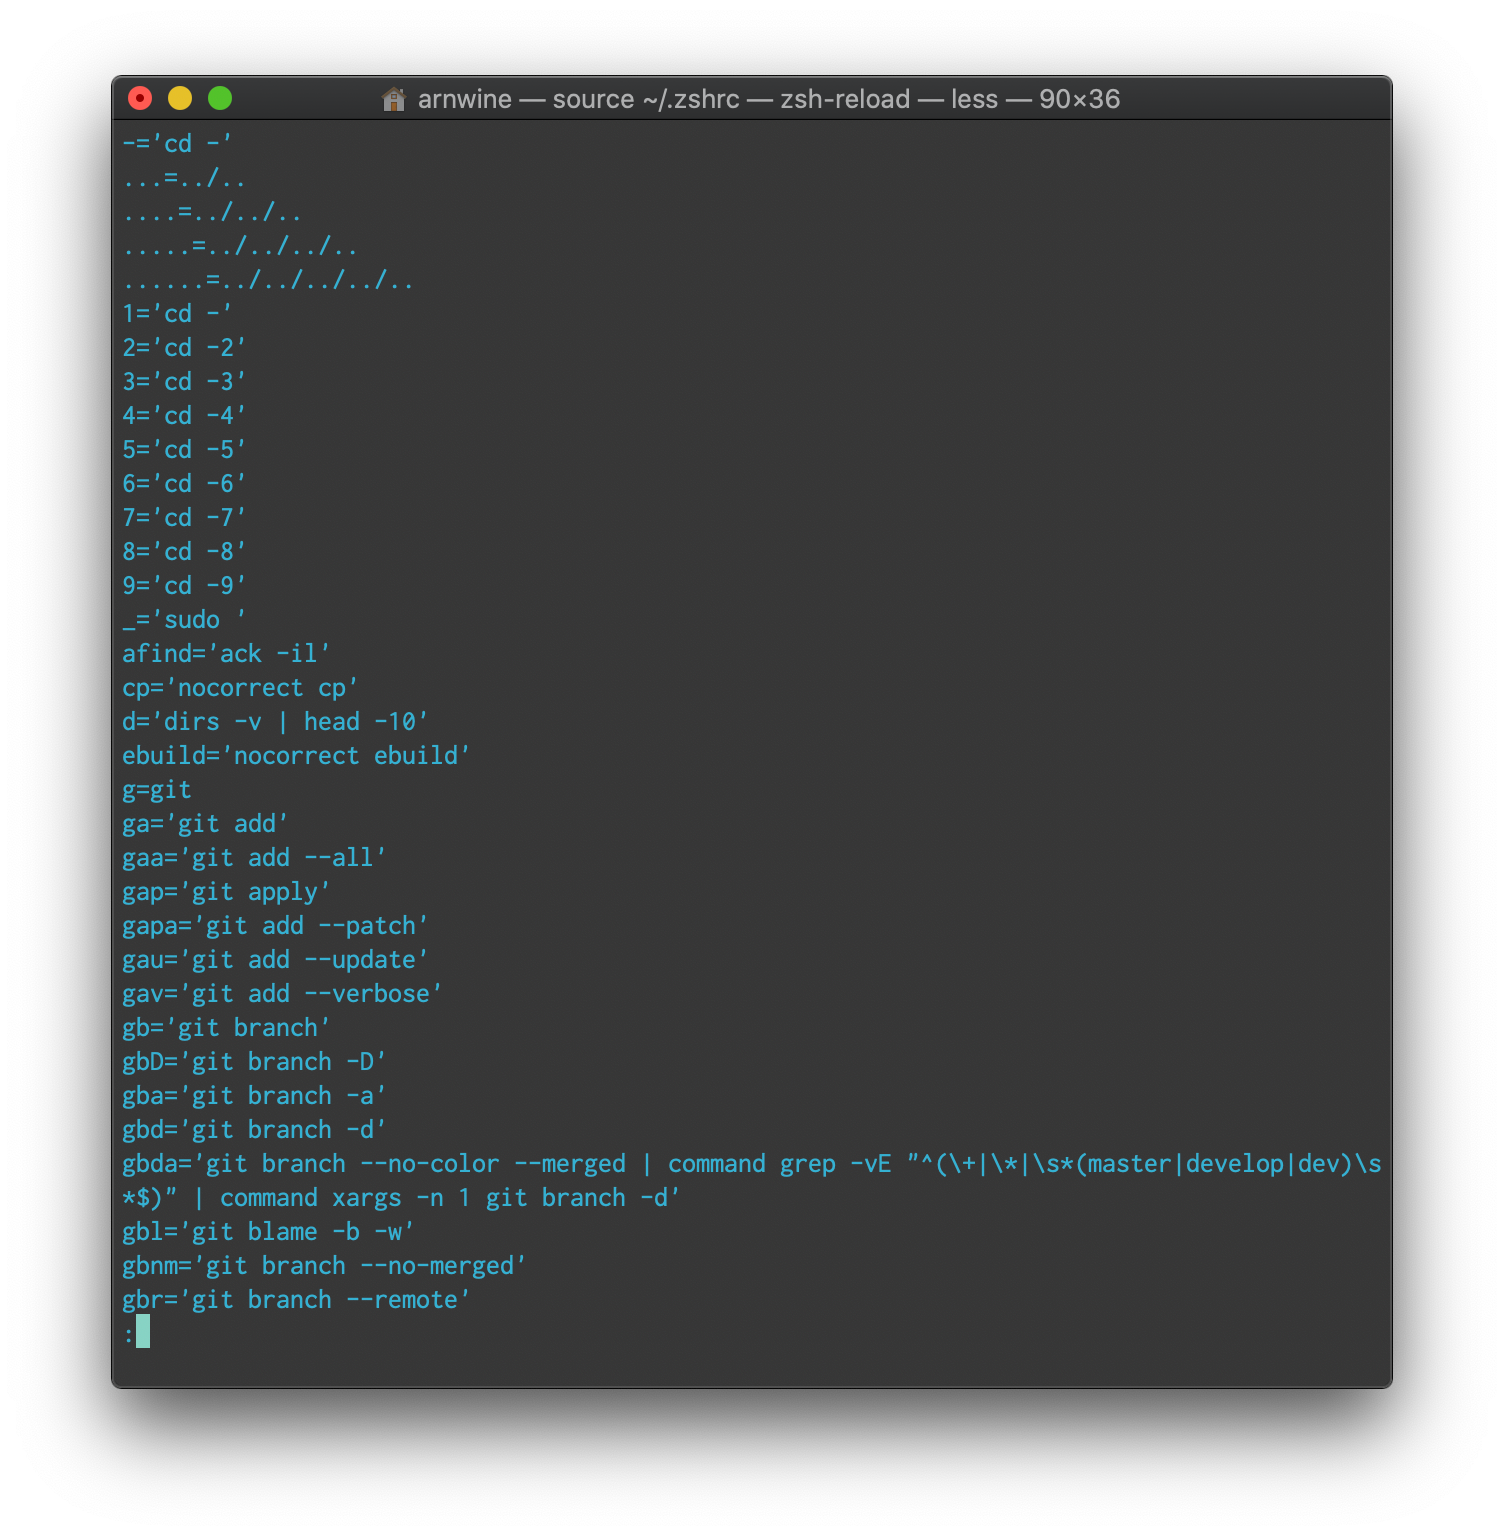 arnwine — source ~/.zshrc — zsh-reload — less — 90×36
-='cd -'
...=../..
....=../../..
.....=../../../..
......=../../../../..
1='cd -'
2='cd -2'
3='cd -3'
4='cd -4'
5='cd -5'
6='cd -6'
7='cd -7'
8='cd -8'
9='cd -9'
_='sudo '
afind='ack -il'
cp='nocorrect cp'
d='dirs -v | head -10'
ebuild='nocorrect ebuild'
g=git
ga='git add'
gaa='git add --all'
gap='git apply'
gapa='git add --patch'
gau='git add --update'
gav='git add --verbose'
gb='git branch'
gbD='git branch -D'
gba='git branch -a'
gbd='git branch -d'
gbda='git branch --no-color --merged | command grep -vE "^(\+|\*|\s*(master|develop|dev)\s
*$)" | command xargs -n 1 git branch -d'
gbl='git blame -b -w'
gbnm='git branch --no-merged'
gbr='git branch --remote'
: